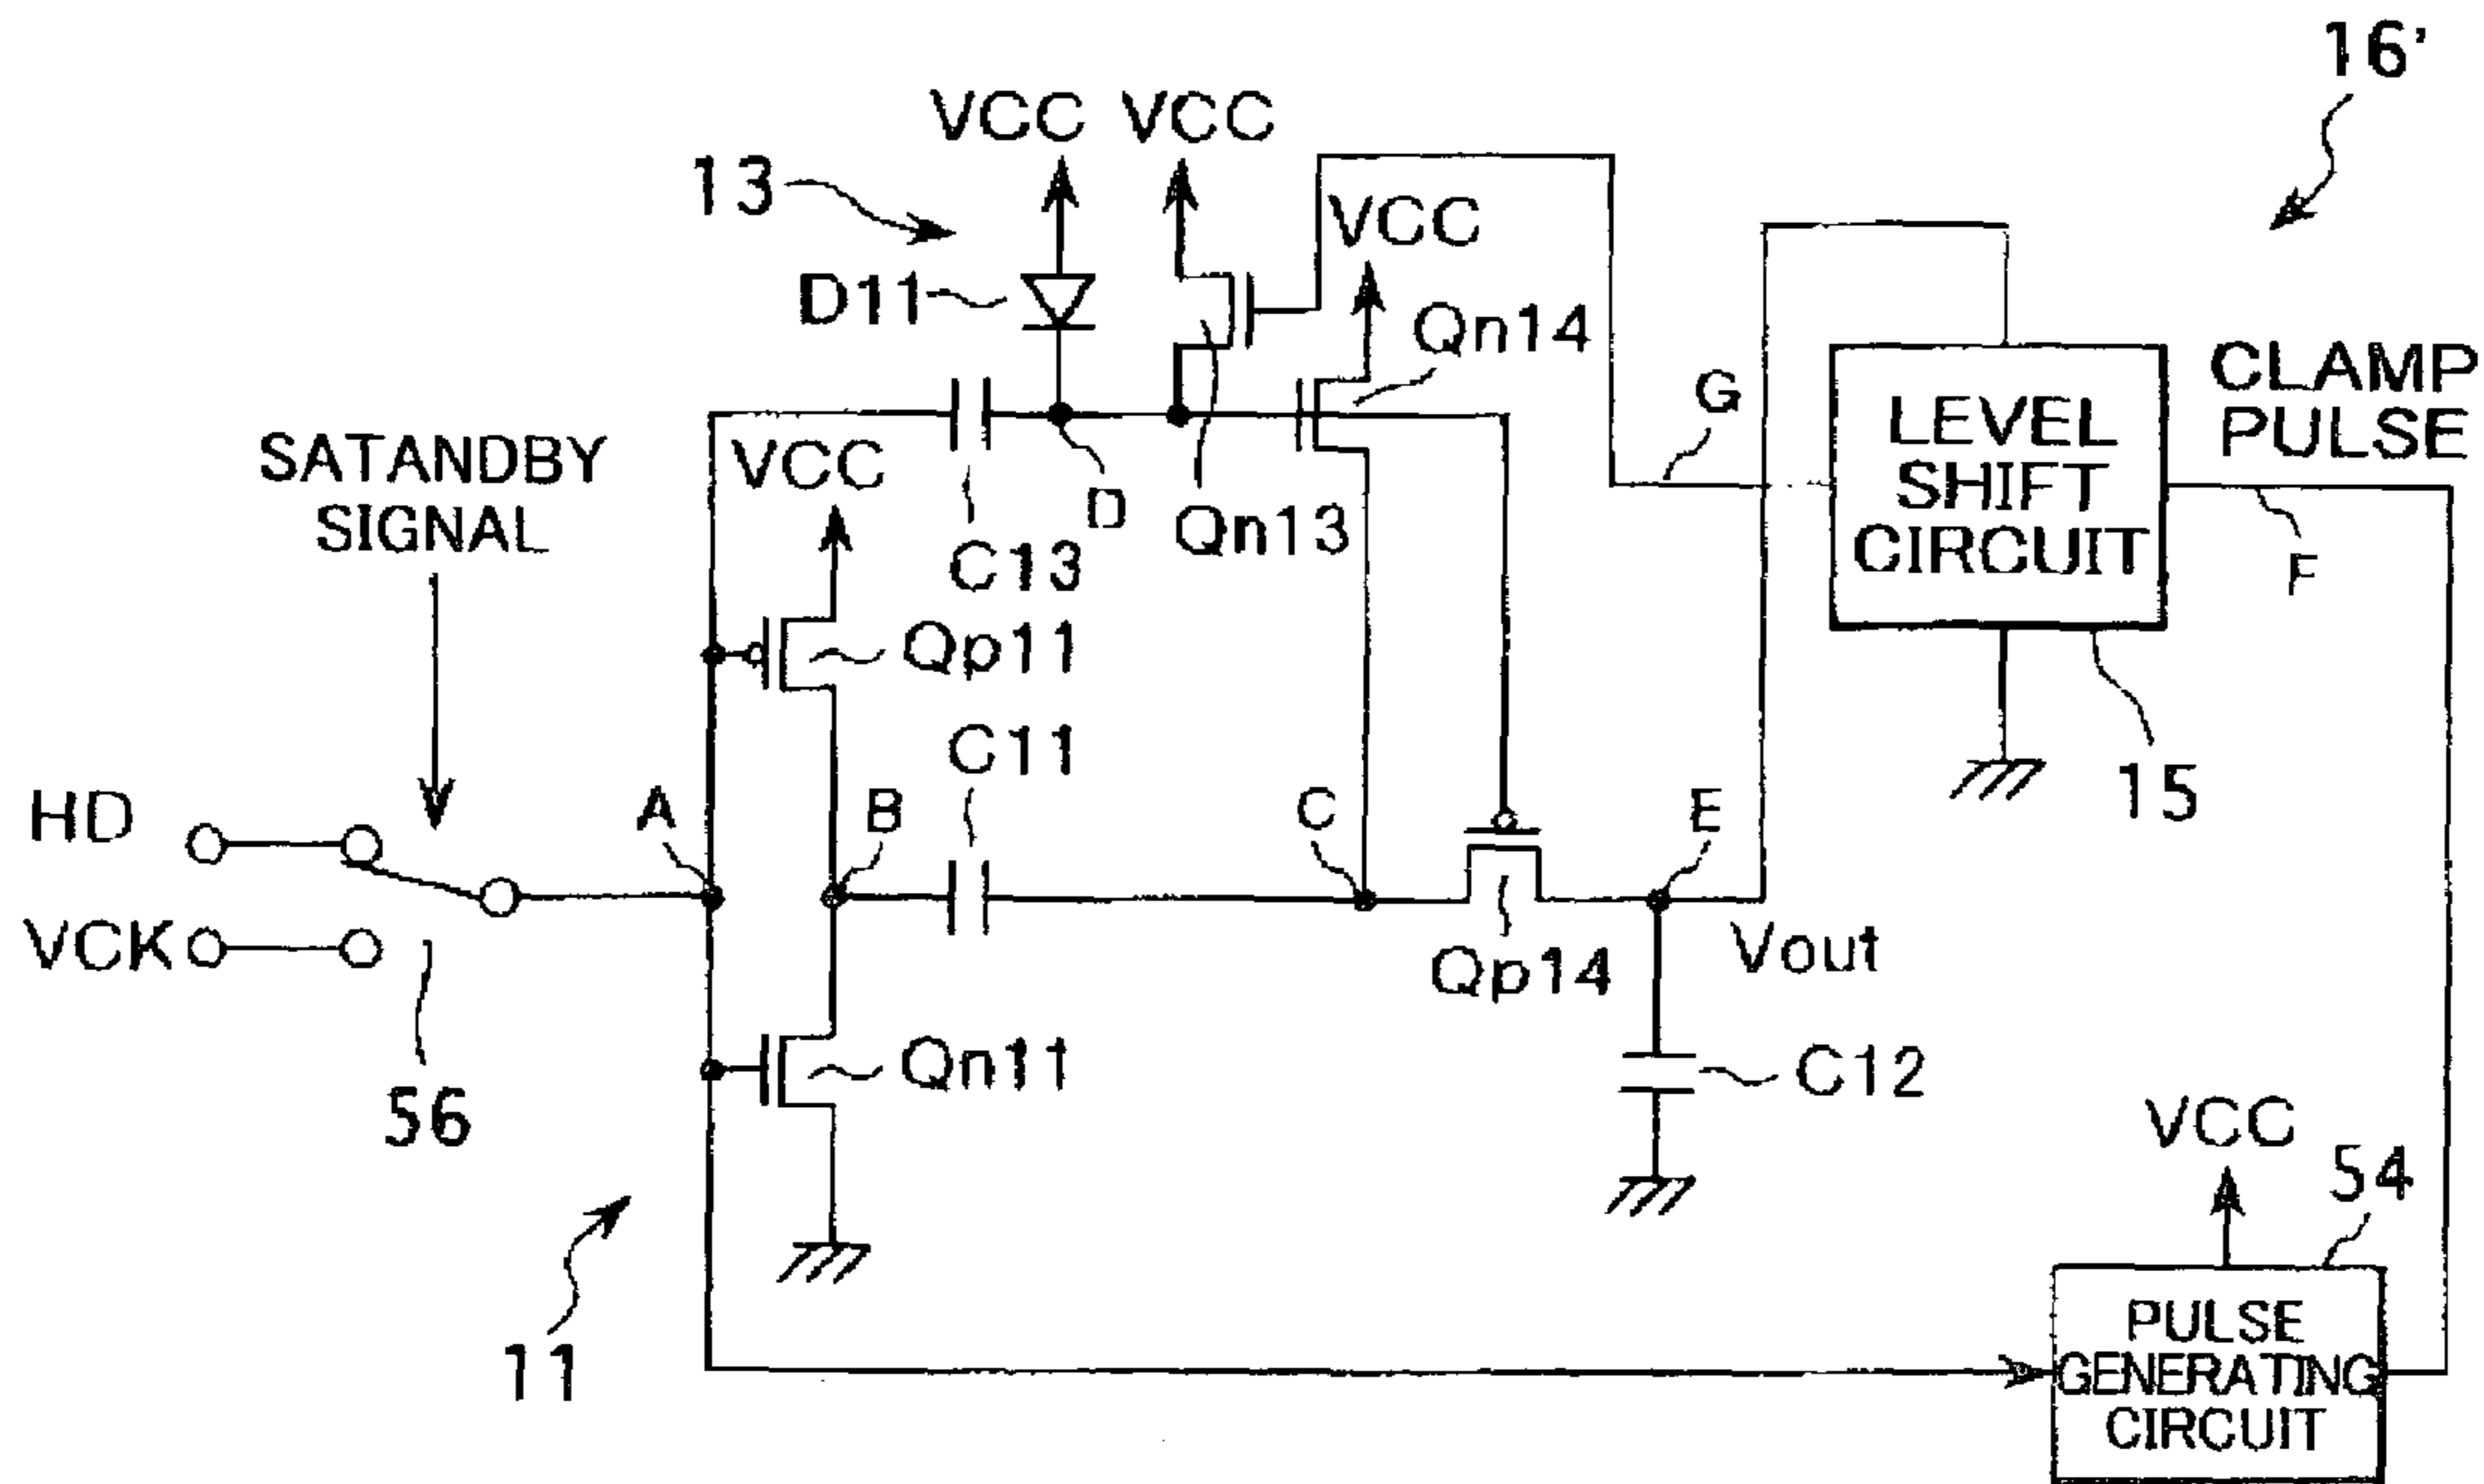 16'
VCC VCC
13
VCC
D11
Qn14
G
CLAMP
PULSE
LEVEL
SHIFT
CIRCUIT
SATANDBY
SIGNAL
VCC
D
Qn13
C13
F
Qp11
C11
15
HD
A
B
C
E
VCK
Vout
Qp14
Qn11
C12
56
VCC
54
11
PULSE
GENERATING
CIRCUIT